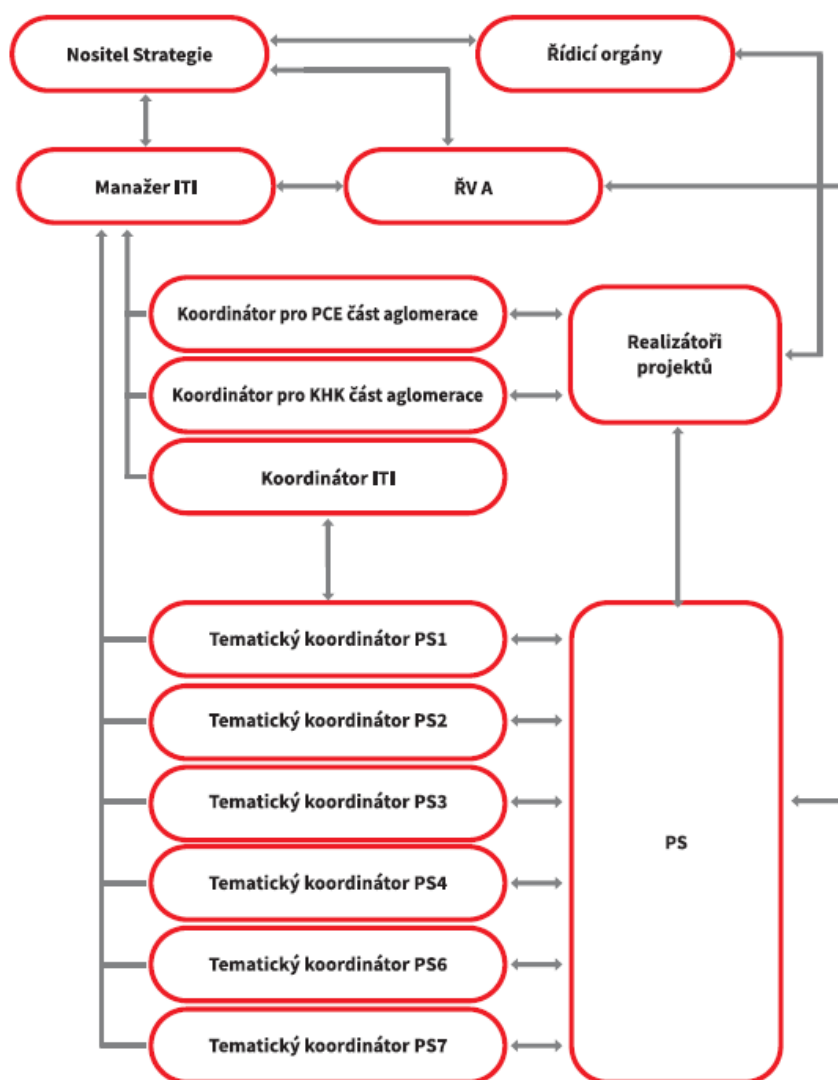 Nositel Strategie
Řídicí orgány
Manažer ITI
ŘV A
Koordinátor pro PCE část aglomerace
Realizátoři
projektů
Koordinátor pro KHK část aglomerace
Koordinátor ITI
Tematický koordinátor PS1
Tematický koordinátor PS2
Tematický koordinátor PS3
PS
Tematický koordinátor PS4
Tematický koordinátor PS6
Tematický koordinátor PS7